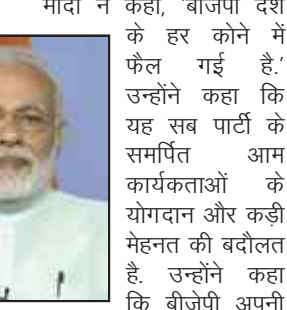 मोदी ने कहा, 'बीजेपी देश
के हर कोने में
फैल गई है.'
उन्होंने कहा कि
यह सब पार्टी के
समर्पित आम
कार्यकताओं के
योगदान और कड़ी
मेहनत की बदौलत
है. उन्होंने कहा
कि बीजेपी अपनी